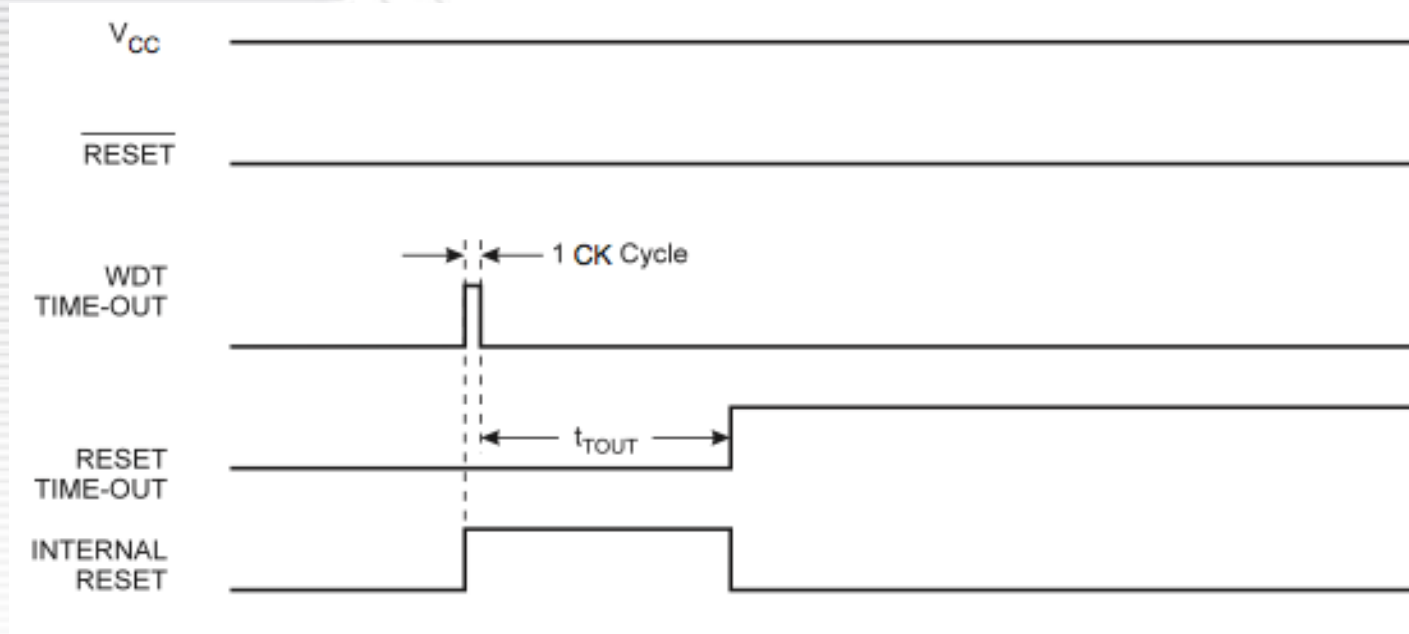 VCC
RESET
1 CK Cycle
WDT
TIME-OUT
tTOUT
RESET
TIME-OUT
INTERNAL
RESET